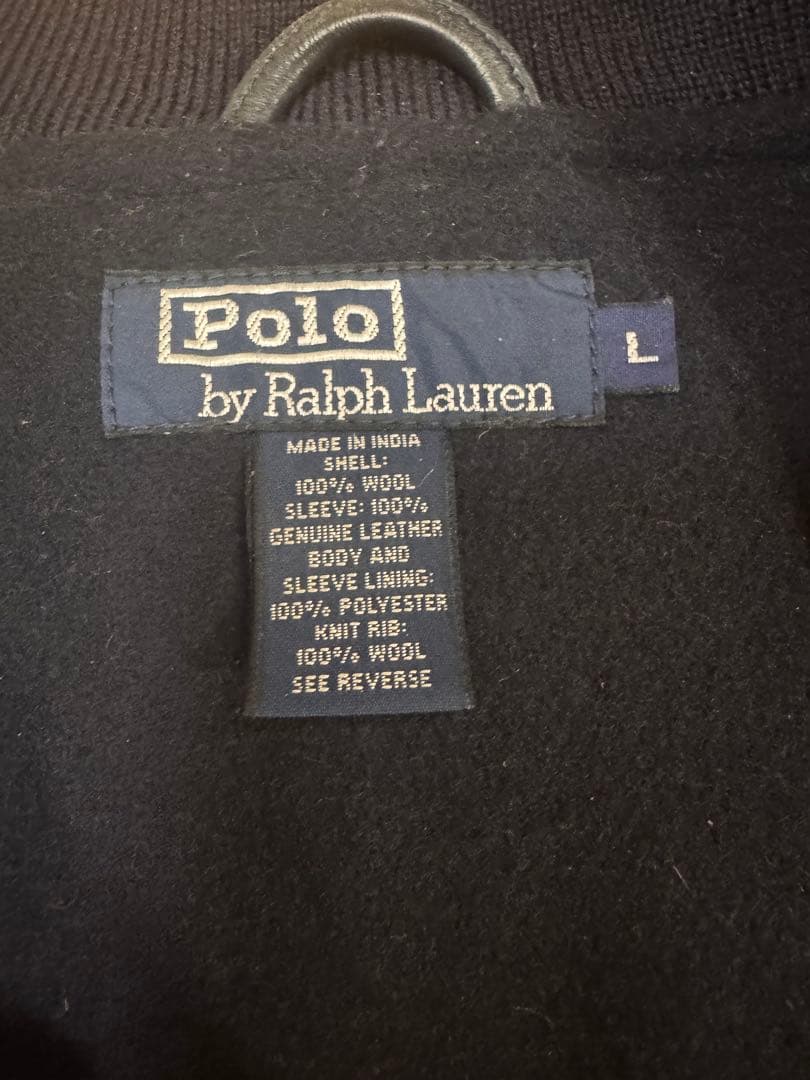 Polo
by Ralph Lauren
L
MADE IN INDIA
SHELL:
100% WOOL
SLEEVE: 100%
GENUINE LEATHER
BODY AND
SLEEVE LINING:
100% POLYESTER
KNIT RIB:
100% WOOL
SEE REVERSE